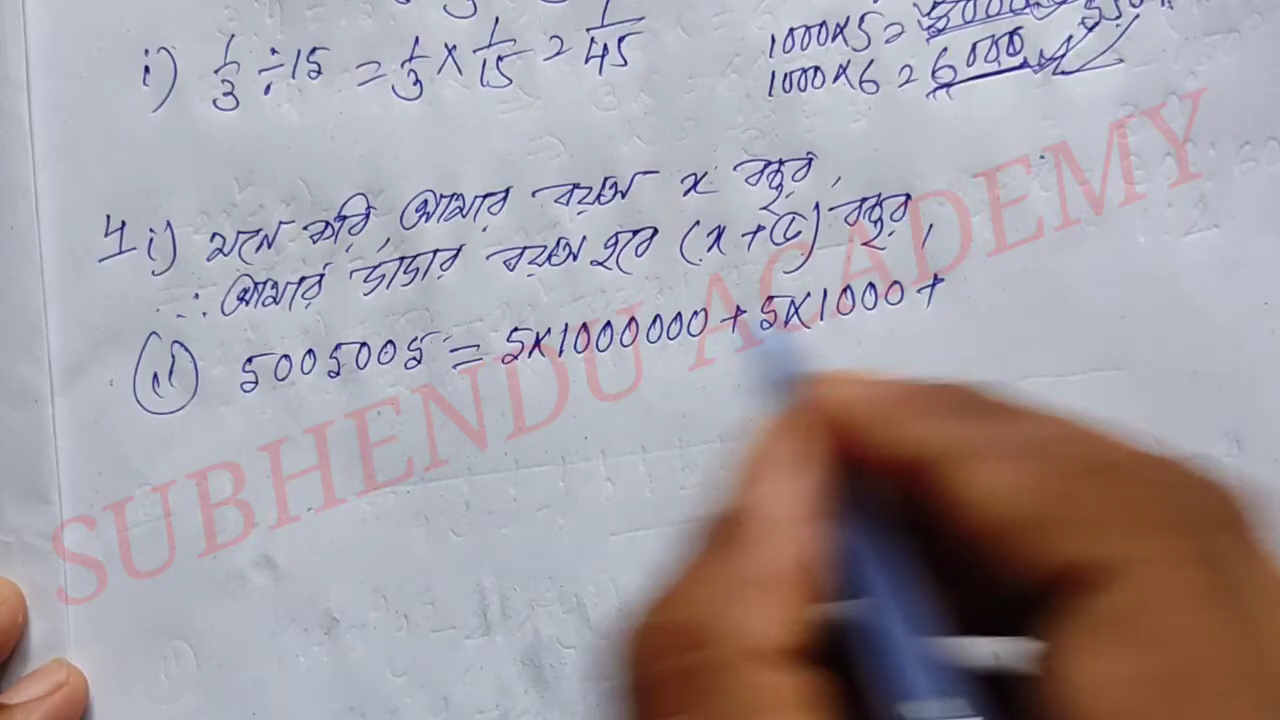 i) 1/3 ÷ 15 = 1/3 × 1/15 = 1/45
1000×5=
1000×6=6000
4 i) মনে করি, আমার বয়স x বছর,
∴ আমার দাদার বয়স হবে (x+৫) বছর,
(ii) 5005005 = 5×1000000 + 5×1000 +
SUBHENDU ACADEMY